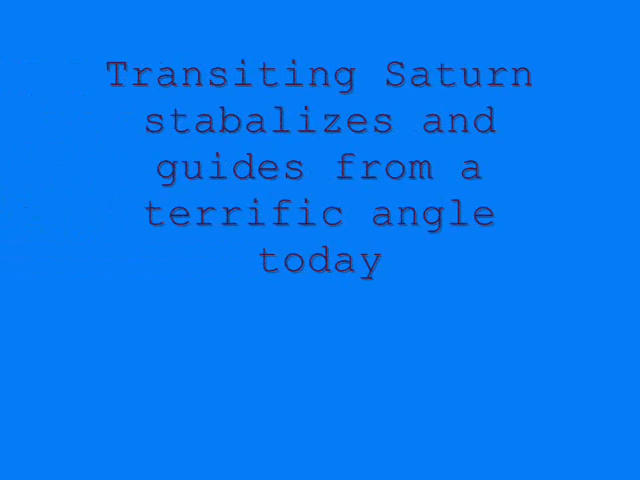 Transiting Saturn
stabalizes and
guides from a
terrific angle
today